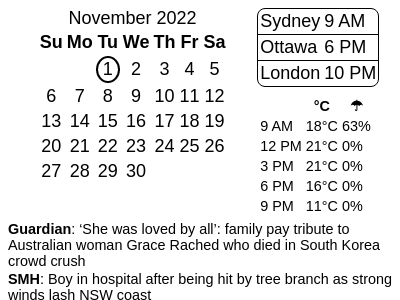 November 2022
Su Mo Tu We Th Fr Sa
1 2 3 4 5
6 7 8 9 10 11 12
13 14 15 16 17 18 19
20 21 22 23 24 25 26
27 28 29 30
Sydney 9 AM
Ottawa 6 PM
London 10 PM
°C ☂
9 AM 18°C 63%
12 PM 21°C 0%
3 PM 21°C 0%
6 PM 16°C 0%
9 PM 11°C 0%
Guardian: ‘She was loved by all’: family pay tribute to
Australian woman Grace Rached who died in South Korea
crowd crush
SMH: Boy in hospital after being hit by tree branch as strong
winds lash NSW coast